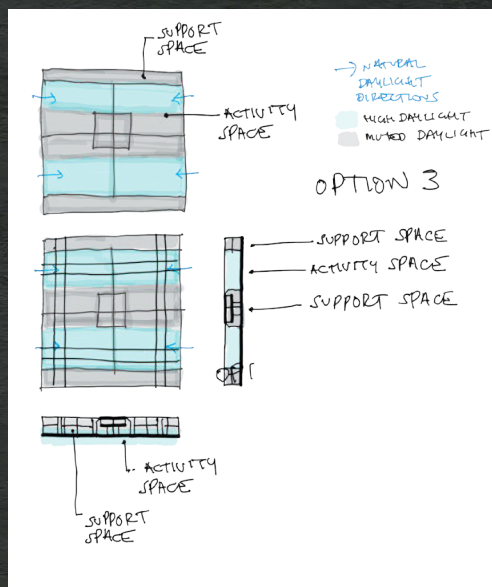 SUPPORT
SPACE
ACTIVITY
SPACE
→ NATURAL
DAYLIGHT
DIRECTIONS
HIGH DAYLIGHT
MUTED DAYLIGHT
OPTION 3
SUPPORT SPACE
ACTIVITY SPACE
SUPPORT SPACE
ACTIVITY
SPACE
SUPPORT
SPACE